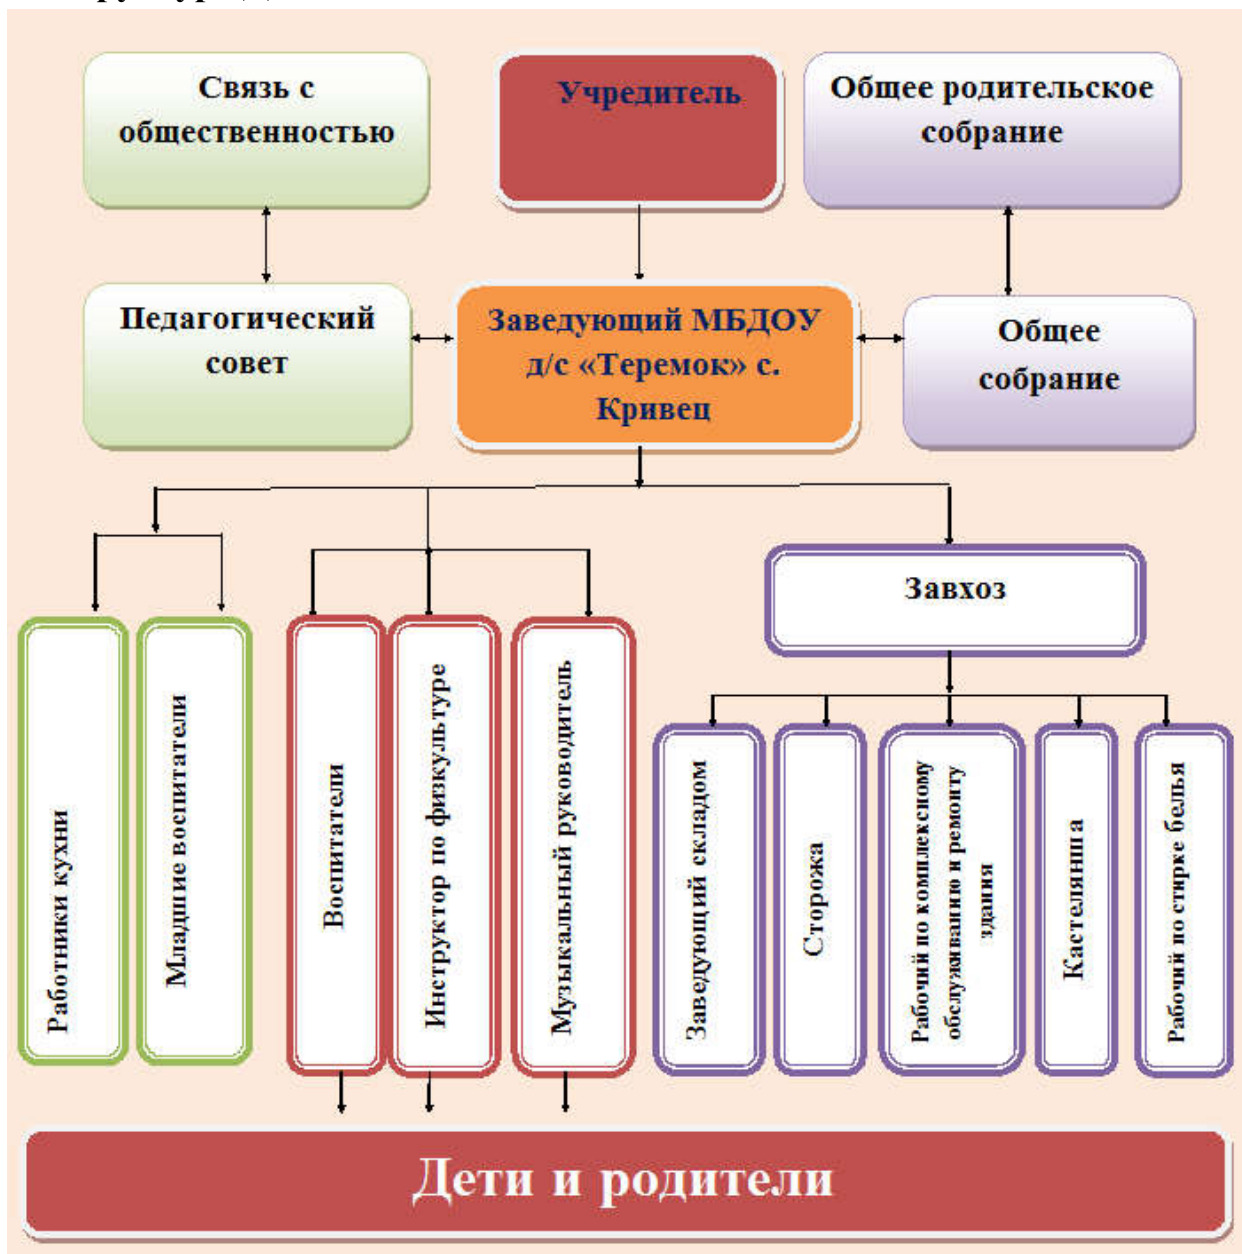 Связь с
общественностью
Учредитель
Общее родительское
собрание
Педагогический
совет
Заведующий МБДОУ
д/с «Теремок» с.
Кривец
Общее
собрание
Завхоз
Работники кухни
Младшие воспитатели
Воспитатели
Инструктор по физкультуре
Музыкальный руководитель
Заведующий складом
Сторожа
Рабочий по комплексному
обслуживанию и ремонту
здания
Кастелянша
Рабочий по стирке белья
Дети и родители